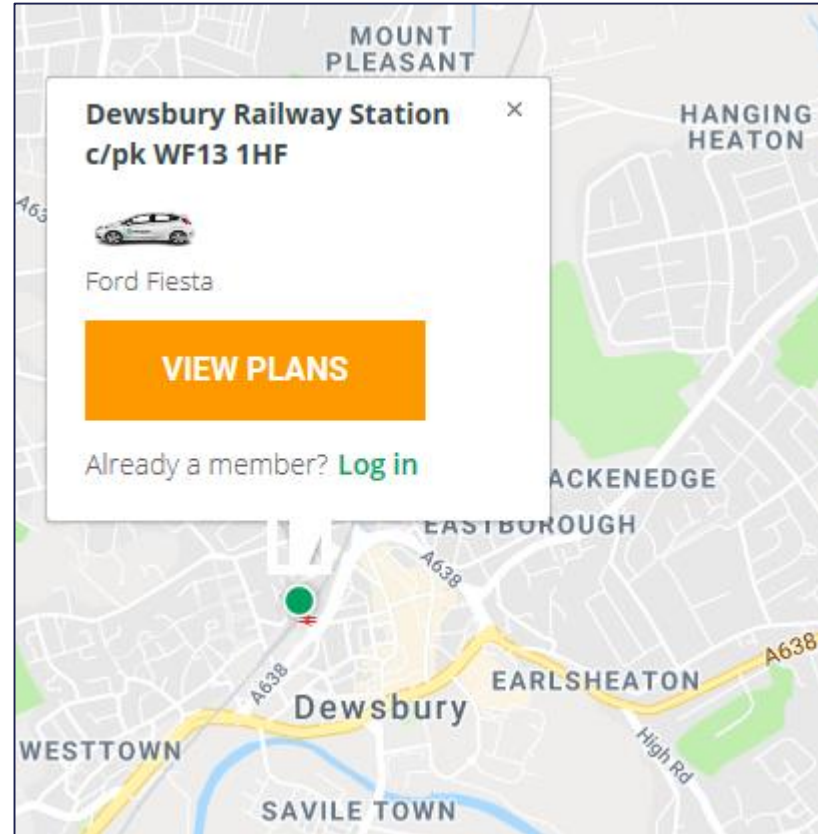 MOUNT
PLEASANT
Dewsbury Railway Station
c/pk WF13 1HF
×
HANGING
HEATON
A63
Ford Fiesta
VIEW PLANS
Already a member? Log in
ACKENEDGE
EASTBOROUGH
A638
A638
A638
EARLSHEATON
Dewsbury
High Rd
WESTTOWN
SAVILE TOWN